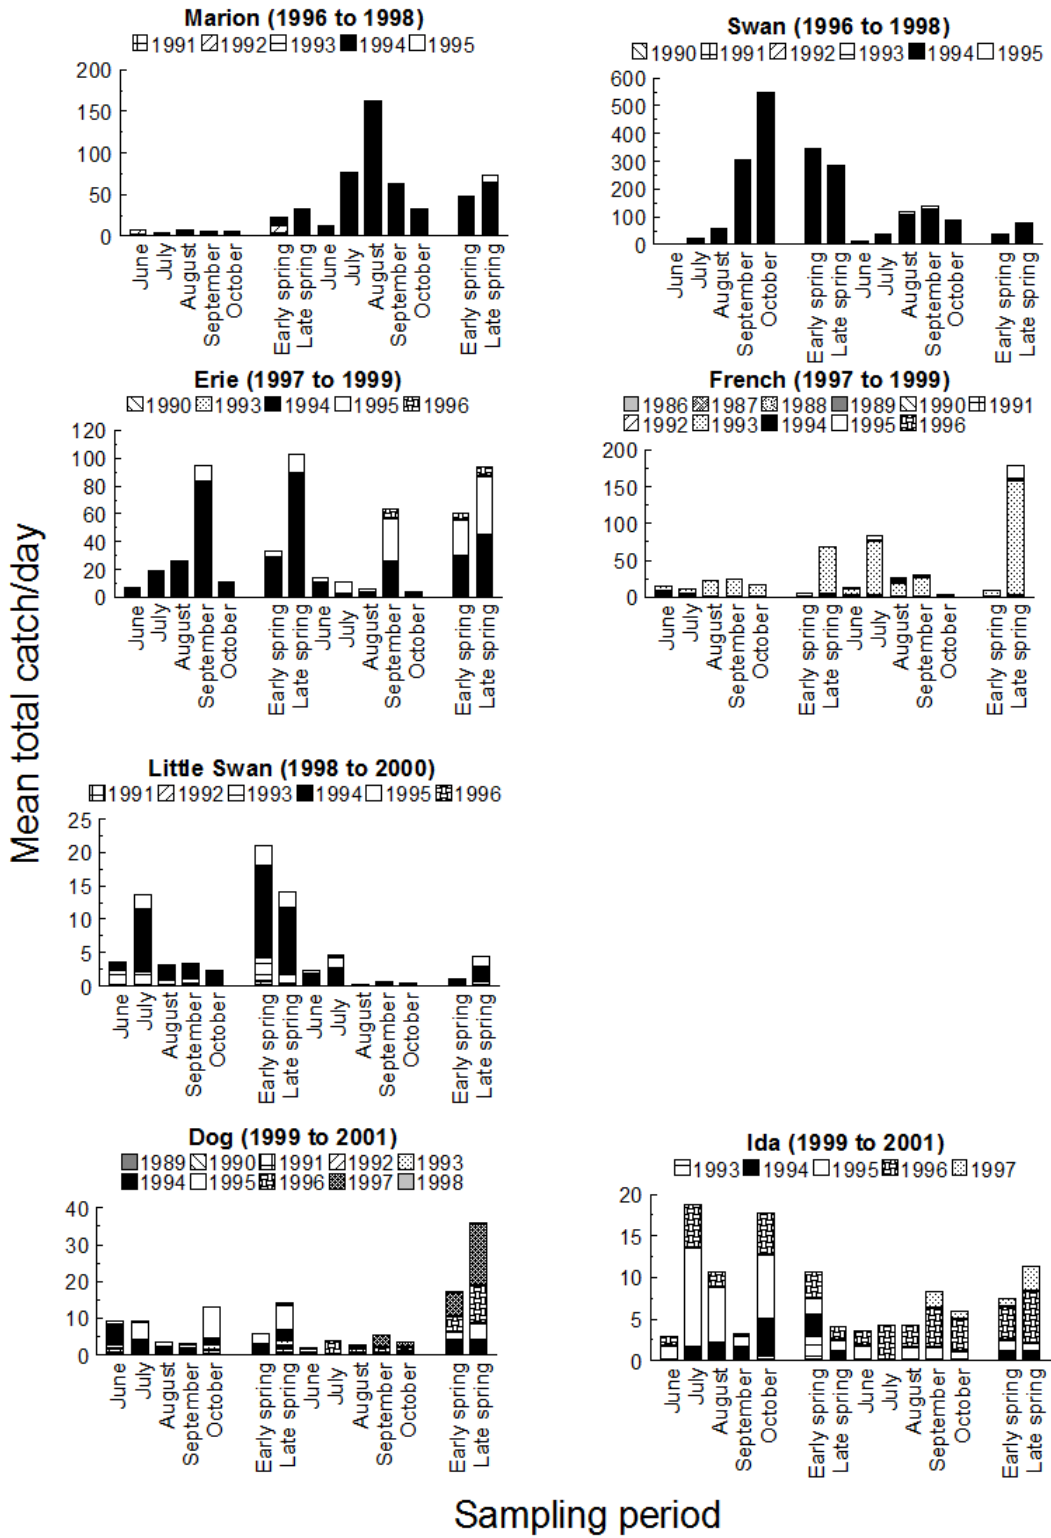 Marion (1996 to 1998)
1991 1992 1993 1994 1995
200
150
100
50
0
June July August September October Early spring Late spring June July August September October Early spring Late spring
Swan (1996 to 1998)
1990 1991 1992 1993 1994 1995
600
500
400
300
200
100
0
June July August September October Early spring Late spring June July August September October Early spring Late spring
Erie (1997 to 1999)
1990 1993 1994 1995 1996
120
100
80
60
40
20
0
June July August September October Early spring Late spring June July August September October Early spring Late spring
French (1997 to 1999)
1986 1987 1988 1989 1990 1991
1992 1993 1994 1995 1996
200
150
100
50
0
June July August September October Early spring Late spring June July August September October Early spring Late spring
Mean total catch/day
Little Swan (1998 to 2000)
1991 1992 1993 1994 1995 1996
25
20
15
10
5
0
June July August September October Early spring Late spring June July August September October Early spring Late spring
Dog (1999 to 2001)
1989 1990 1991 1992 1993
1994 1995 1996 1997 1998
40
30
20
10
0
June July August September October Early spring Late spring June July August September October Early spring Late spring
Ida (1999 to 2001)
1993 1994 1995 1996 1997
20
15
10
5
0
June July August September October Early spring Late spring June July August September October Early spring Late spring
Sampling period